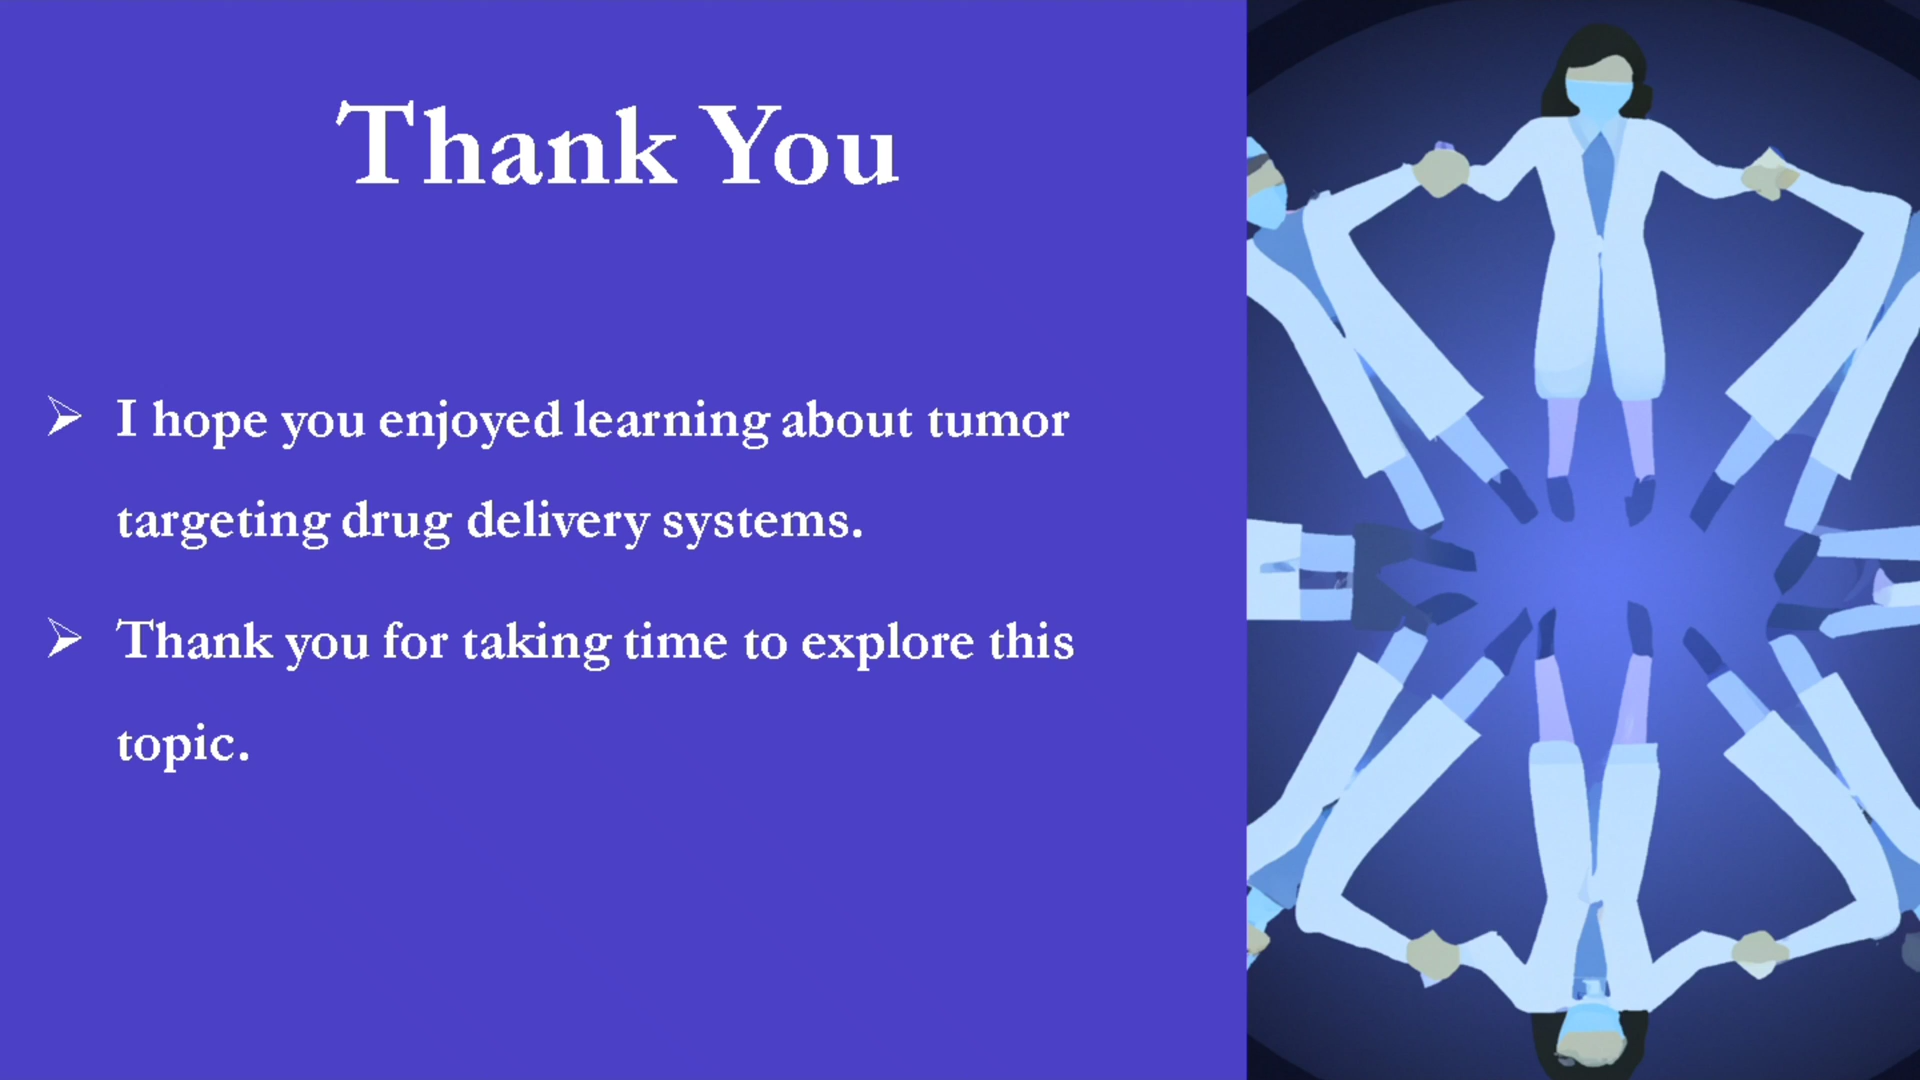 Thank You
➢ I hope you enjoyed learning about tumor
targeting drug delivery systems.
➢ Thank you for taking time to explore this
topic.